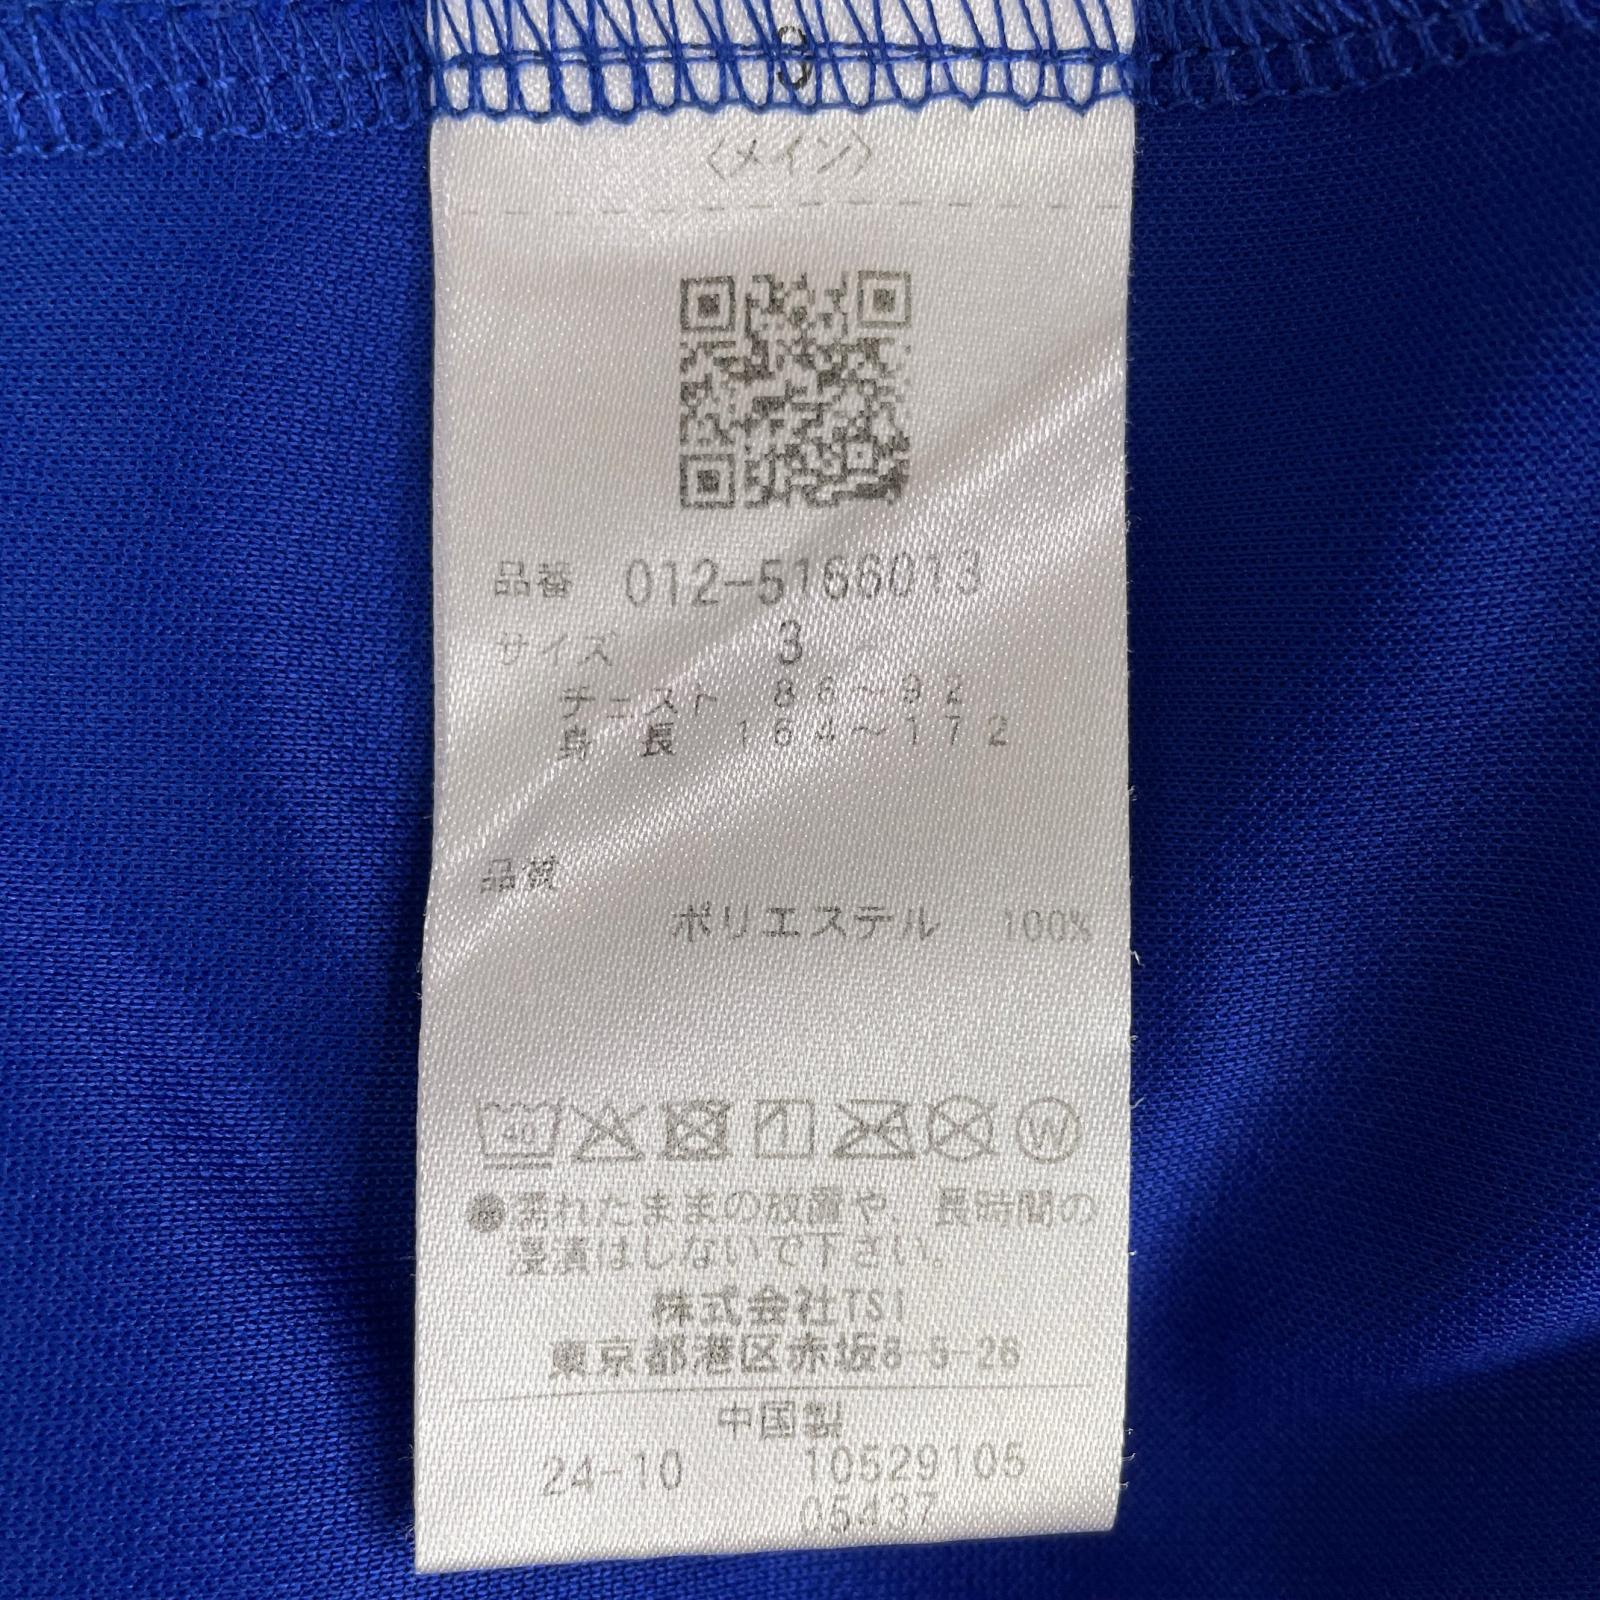 3
〈メイン〉
品番 012-5166013
サイズ 3
チェスト 86〜92
身 長 164〜172
品質
ポリエステル 100%
40
W
●濡れたままの放置や、長時間の
浸漬はしないで下さい。
株式会社TSI
東京都港区赤坂8-5-26
中国製
24-10 10529105
05437